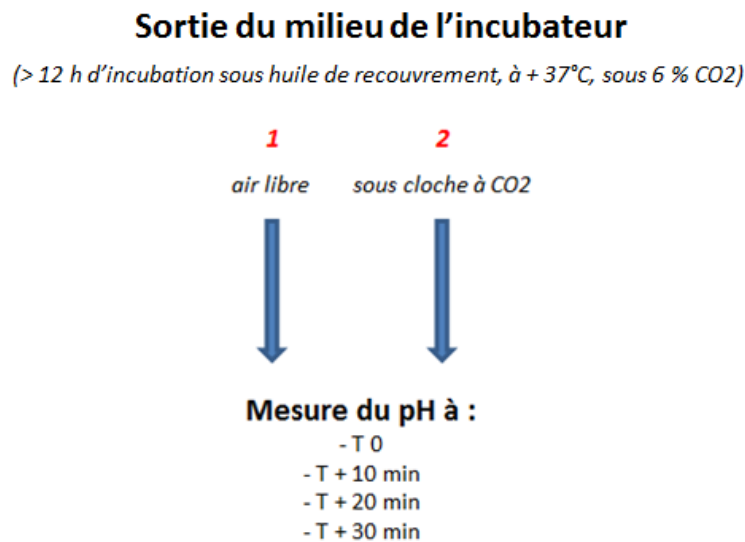 Sortie du milieu de l'incubateur
(> 12 h d'incubation sous huile de recouvrement, à + 37°C, sous 6 % CO2)
1 2
air libre sous cloche à CO2
Mesure du pH à :
- T 0
- T + 10 min
- T + 20 min
- T + 30 min